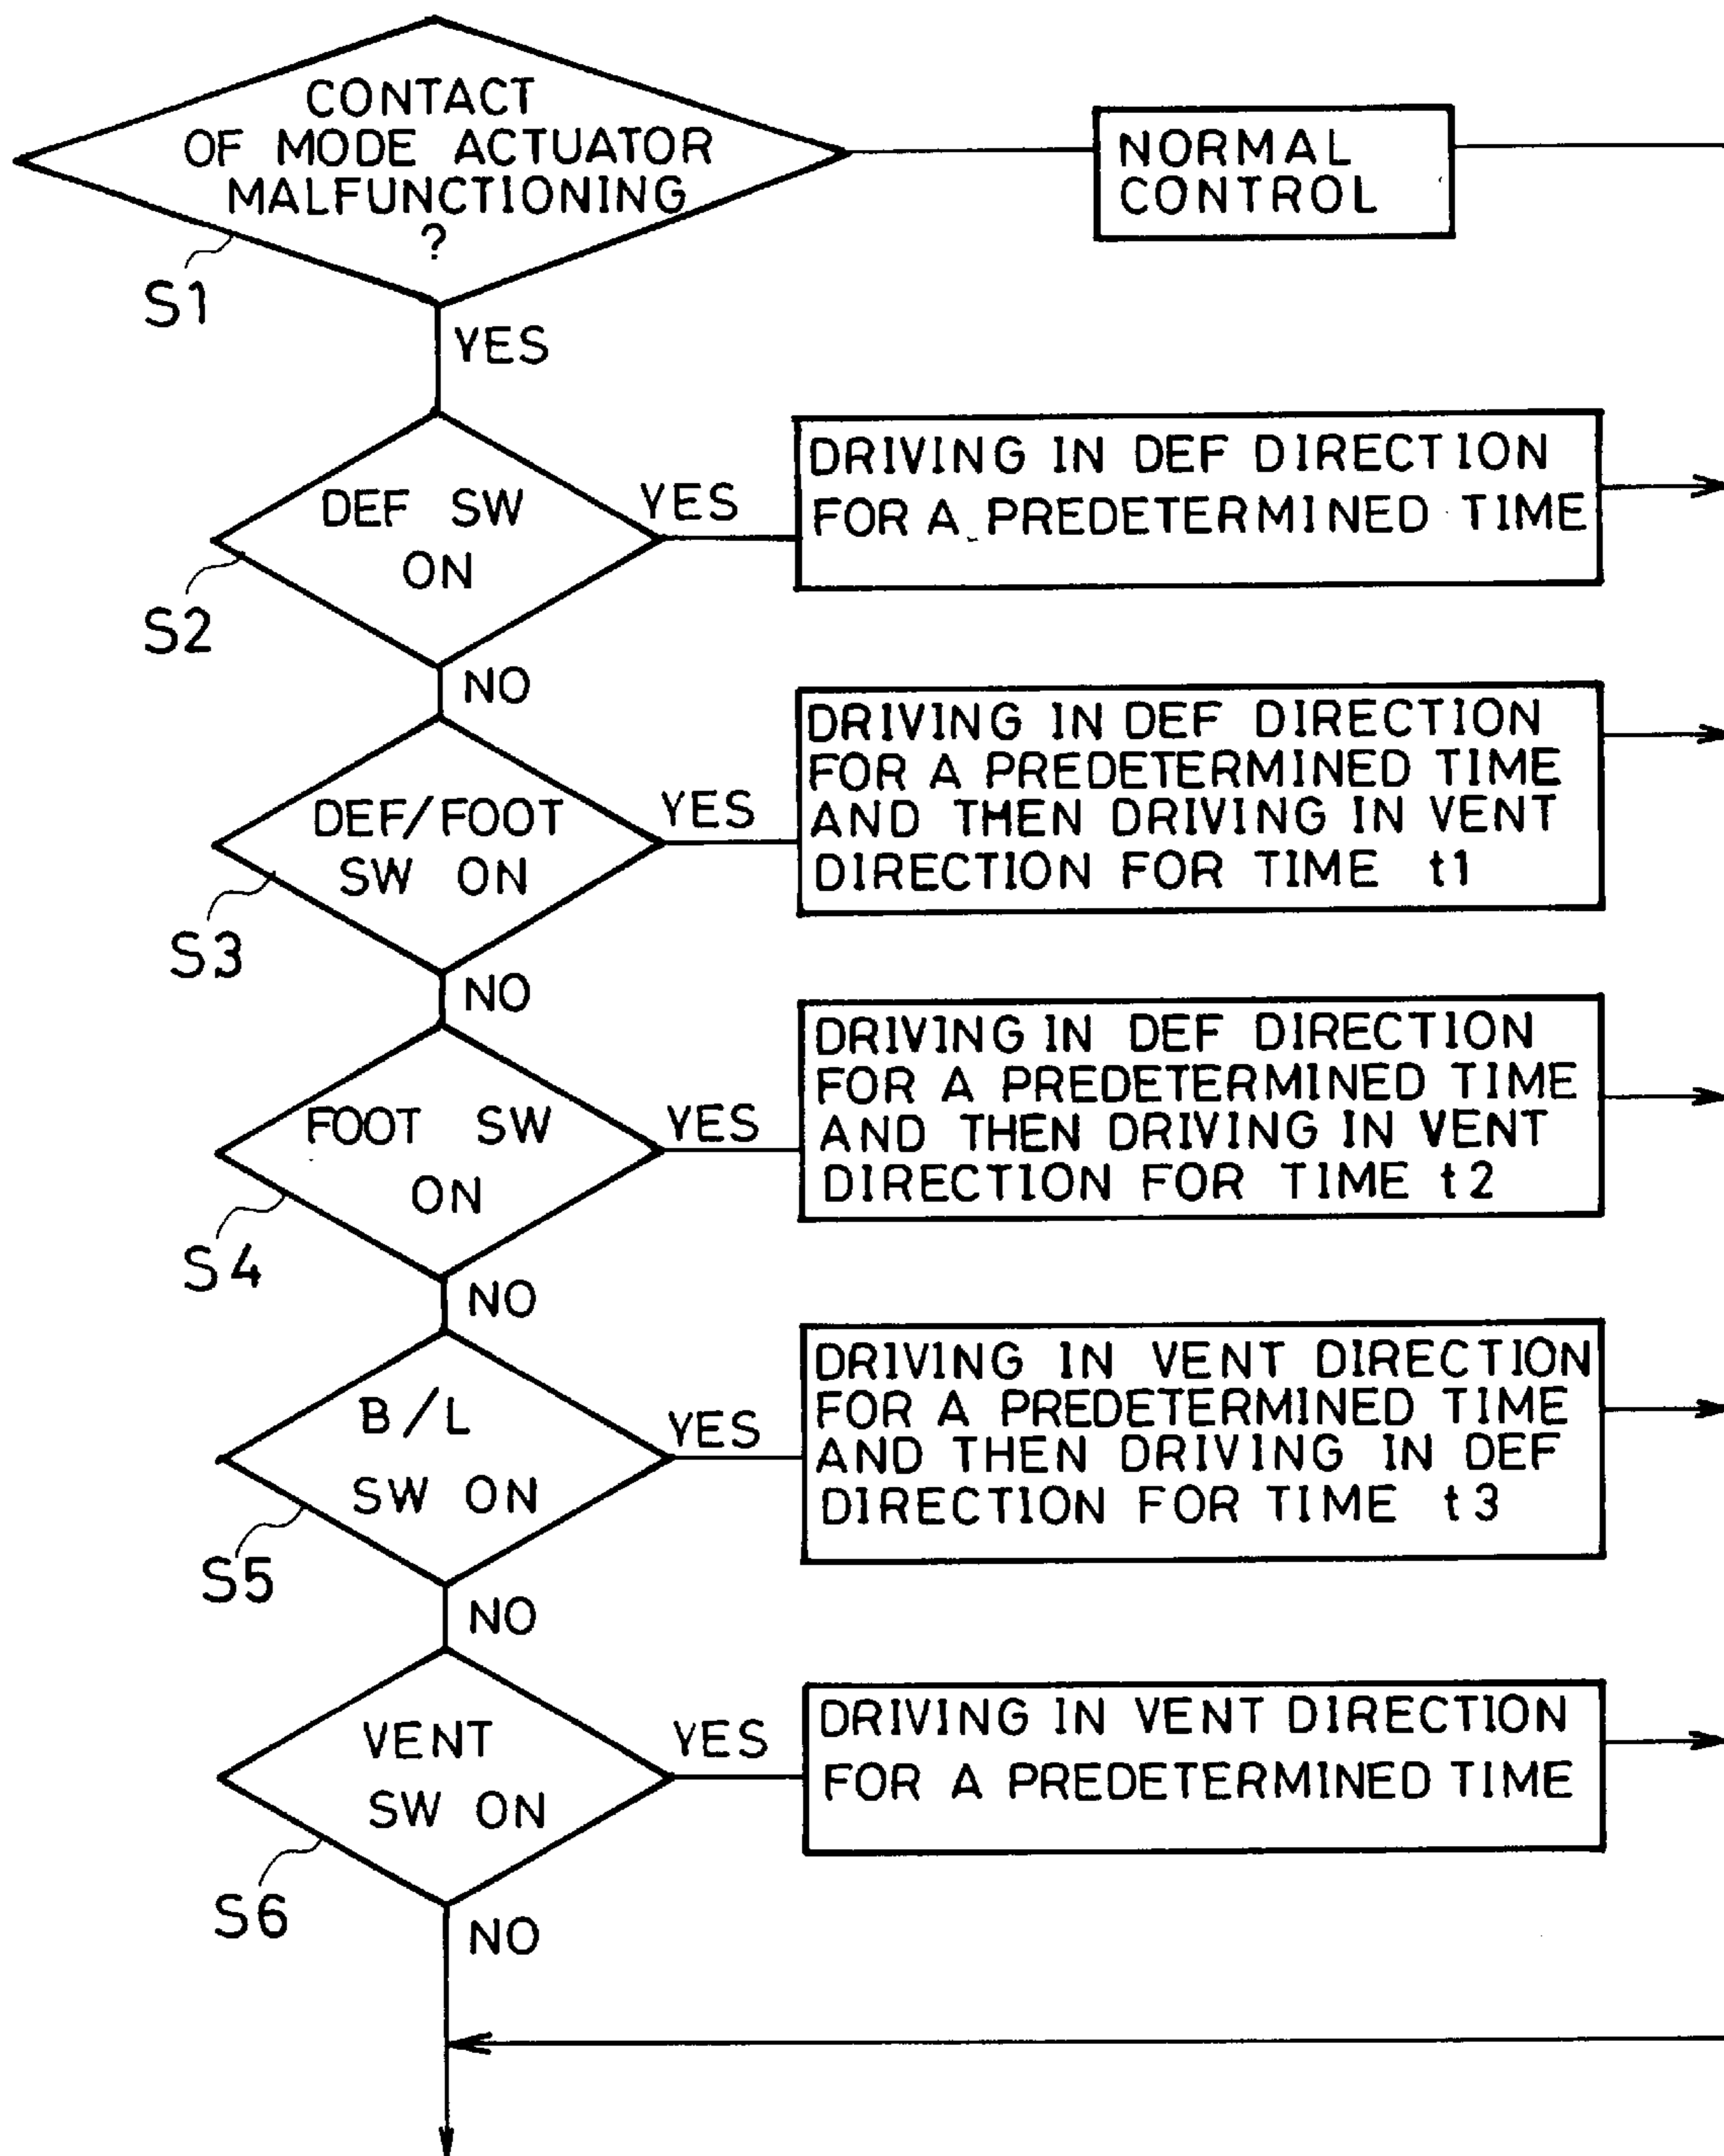 CONTACT
OF MODE ACTUATOR
MALFUNCTIONING
?
S1
NORMAL
CONTROL
YES
DEF SW
ON
S2
YES
DRIVING IN DEF DIRECTION
FOR A PREDETERMINED TIME
NO
DEF/FOOT
SW ON
S3
YES
DRIVING IN DEF DIRECTION
FOR A PREDETERMINED TIME
AND THEN DRIVING IN VENT
DIRECTION FOR TIME t1
NO
FOOT SW
ON
S4
YES
DRIVING IN DEF DIRECTION
FOR A PREDETERMINED TIME
AND THEN DRIVING IN VENT
DIRECTION FOR TIME t2
NO
B/L
SW ON
S5
YES
DRIVING IN VENT DIRECTION
FOR A PREDETERMINED TIME
AND THEN DRIVING IN DEF
DIRECTION FOR TIME t3
NO
VENT
SW ON
S6
YES
DRIVING IN VENT DIRECTION
FOR A PREDETERMINED TIME
NO